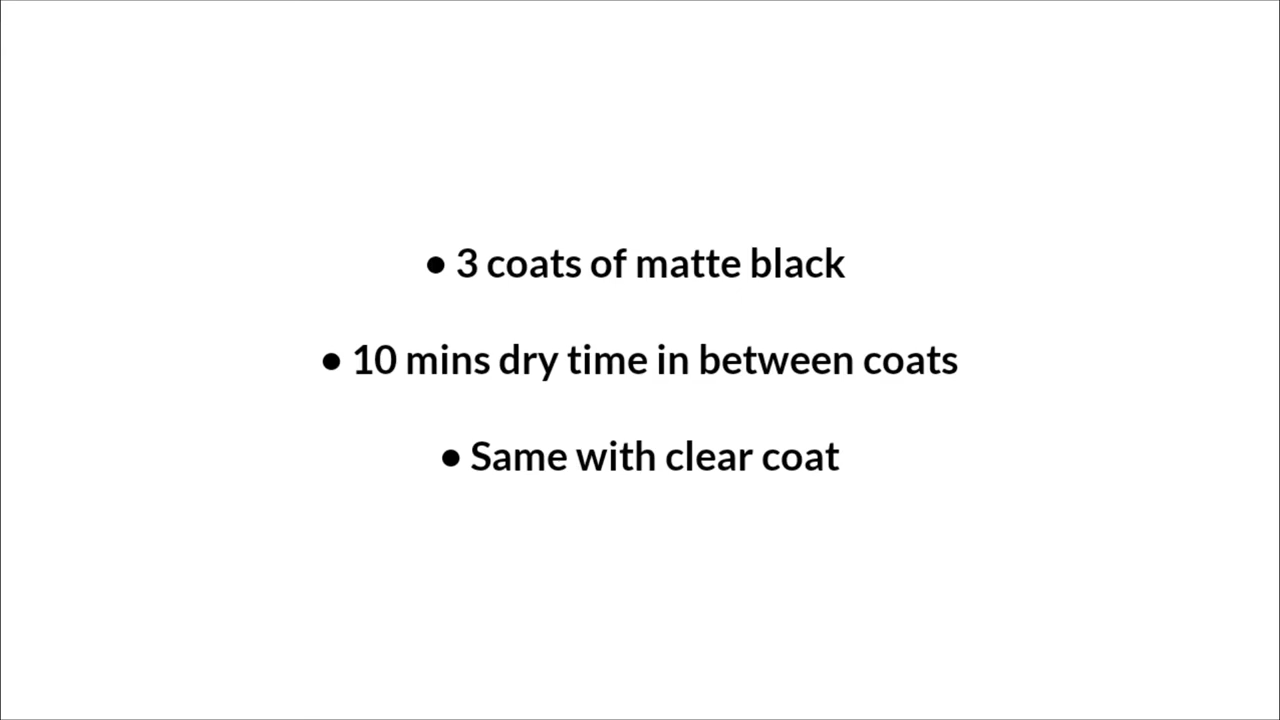 • 3 coats of matte black
• 10 mins dry time in between coats
• Same with clear coat